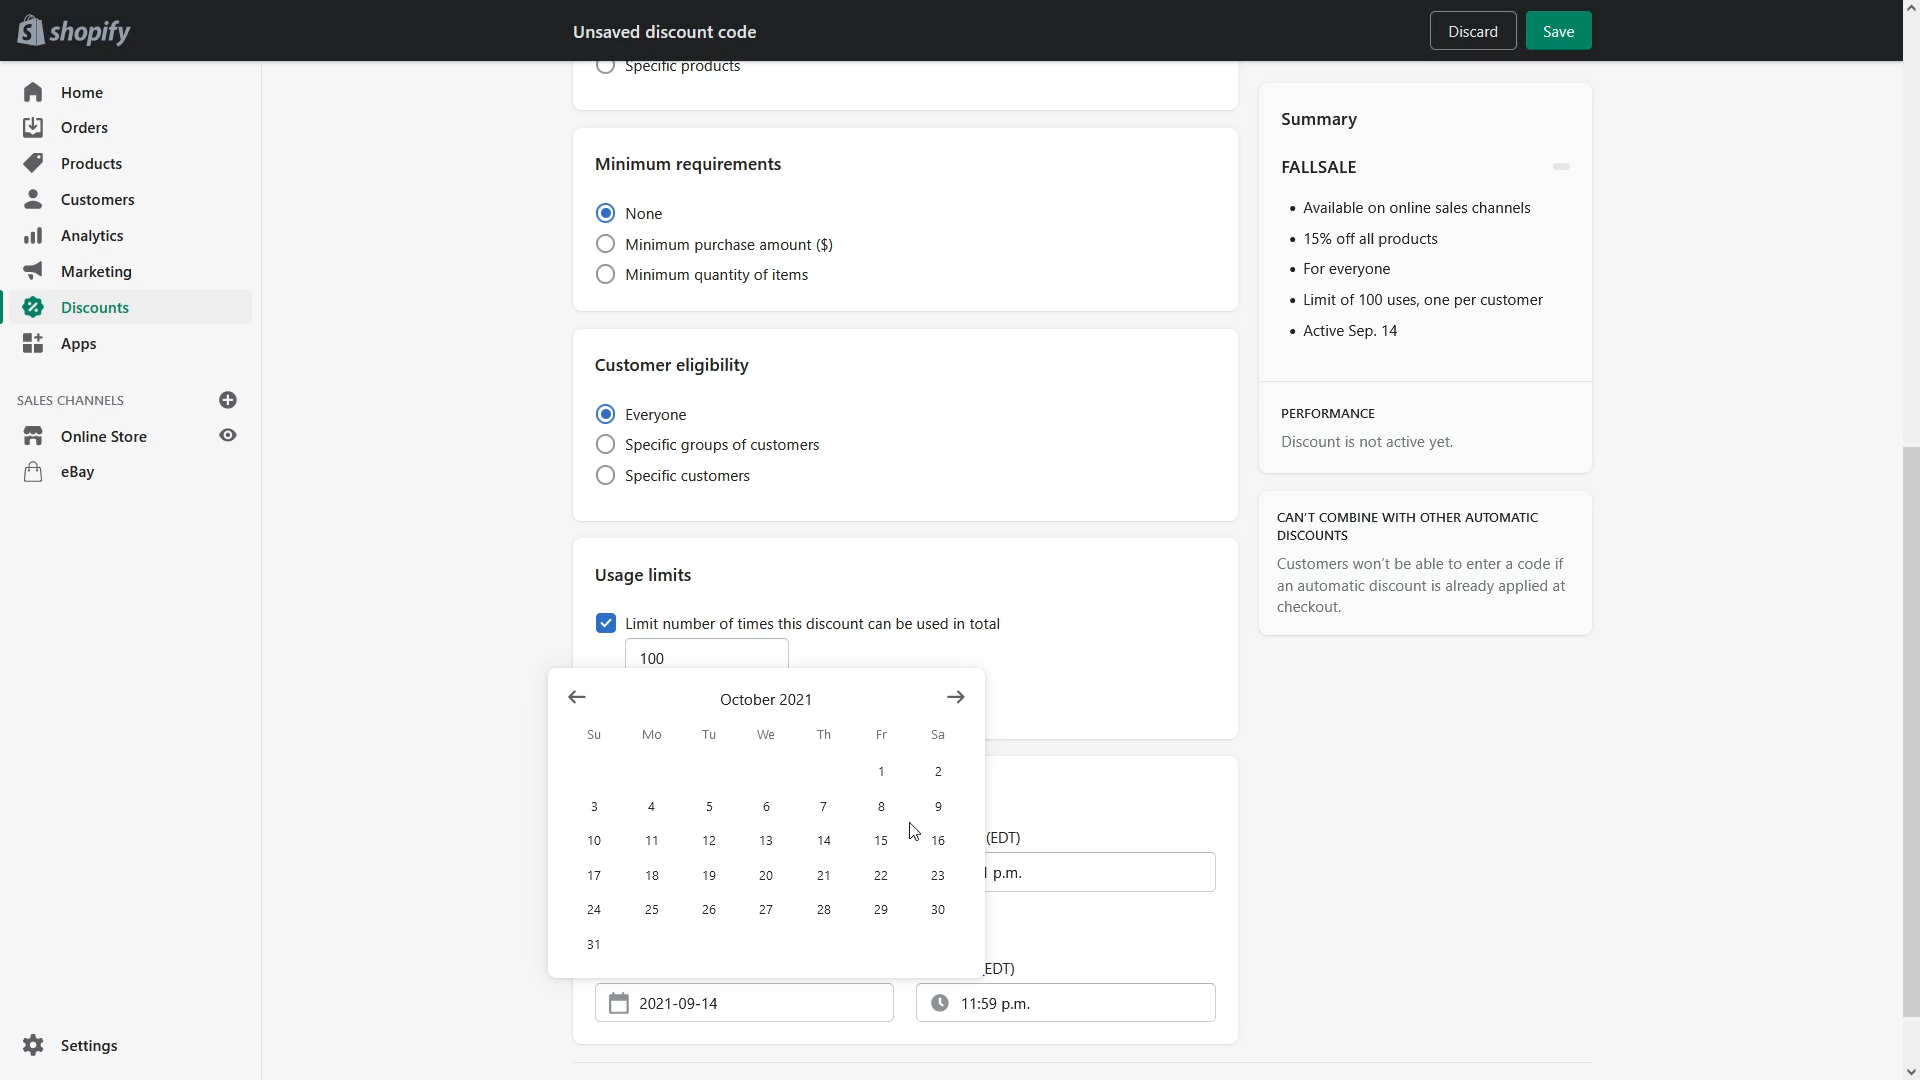 shopify
Unsaved discount code
Discard
Save
Home
Orders
Products
Customers
Analytics
Marketing
Discounts
Apps
SALES CHANNELS
Online Store
eBay
Settings
Specific products
Minimum requirements
None
Minimum purchase amount ($)
Minimum quantity of items
Customer eligibility
Everyone
Specific groups of customers
Specific customers
Usage limits
Limit number of times this discount can be used in total
100
October 2021
Su Mo Tu We Th Fr Sa
1 2
3 4 5 6 7 8 9
10 11 12 13 14 15 16
17 18 19 20 21 22 23
24 25 26 27 28 29 30
31
(EDT)
p.m.
EDT)
2021-09-14
11:59 p.m.
Summary
FALLSALE
• Available on online sales channels
• 15% off all products
• For everyone
• Limit of 100 uses, one per customer
• Active Sep. 14
PERFORMANCE
Discount is not active yet.
CAN'T COMBINE WITH OTHER AUTOMATIC
DISCOUNTS
Customers won't be able to enter a code if
an automatic discount is already applied at
checkout.